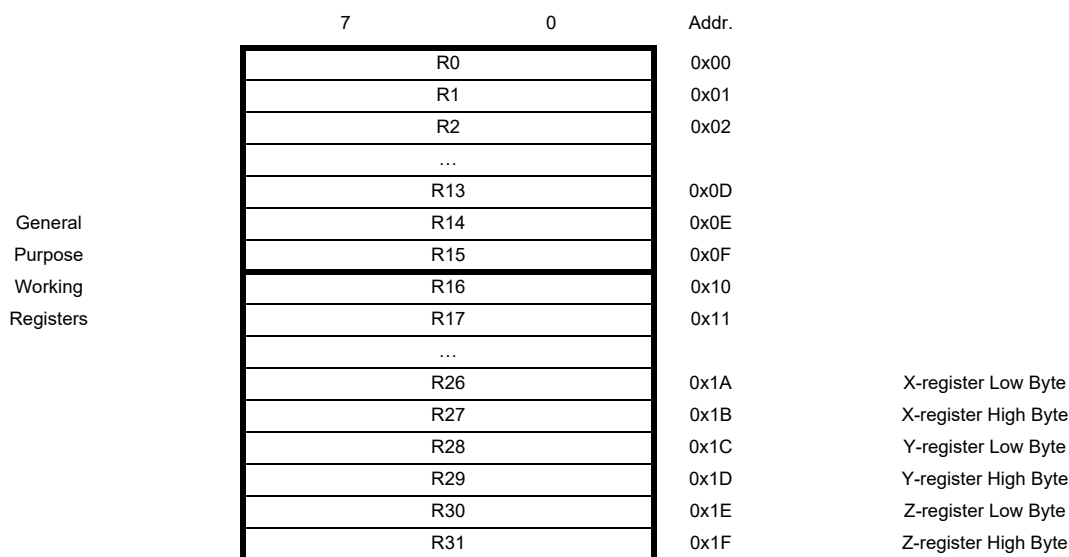 7 0 Addr.
R0 0x00
R1 0x01
R2 0x02
…
R13 0x0D
General R14 0x0E
Purpose R15 0x0F
Working R16 0x10
Registers R17 0x11
…
R26 0x1A X-register Low Byte
R27 0x1B X-register High Byte
R28 0x1C Y-register Low Byte
R29 0x1D Y-register High Byte
R30 0x1E Z-register Low Byte
R31 0x1F Z-register High Byte